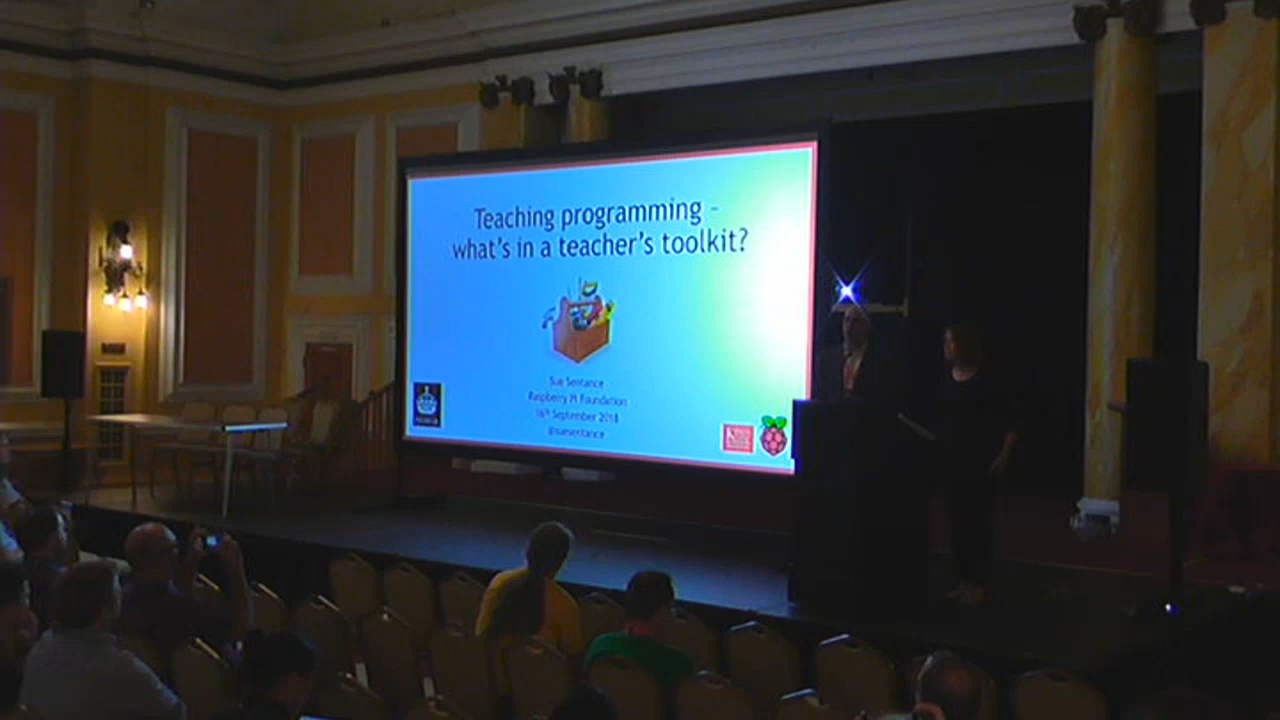 Teaching programming -
what's in a teacher's toolkit?
Sue Sentance
Raspberry Pi Foundation
16th September 2018
@suesentance